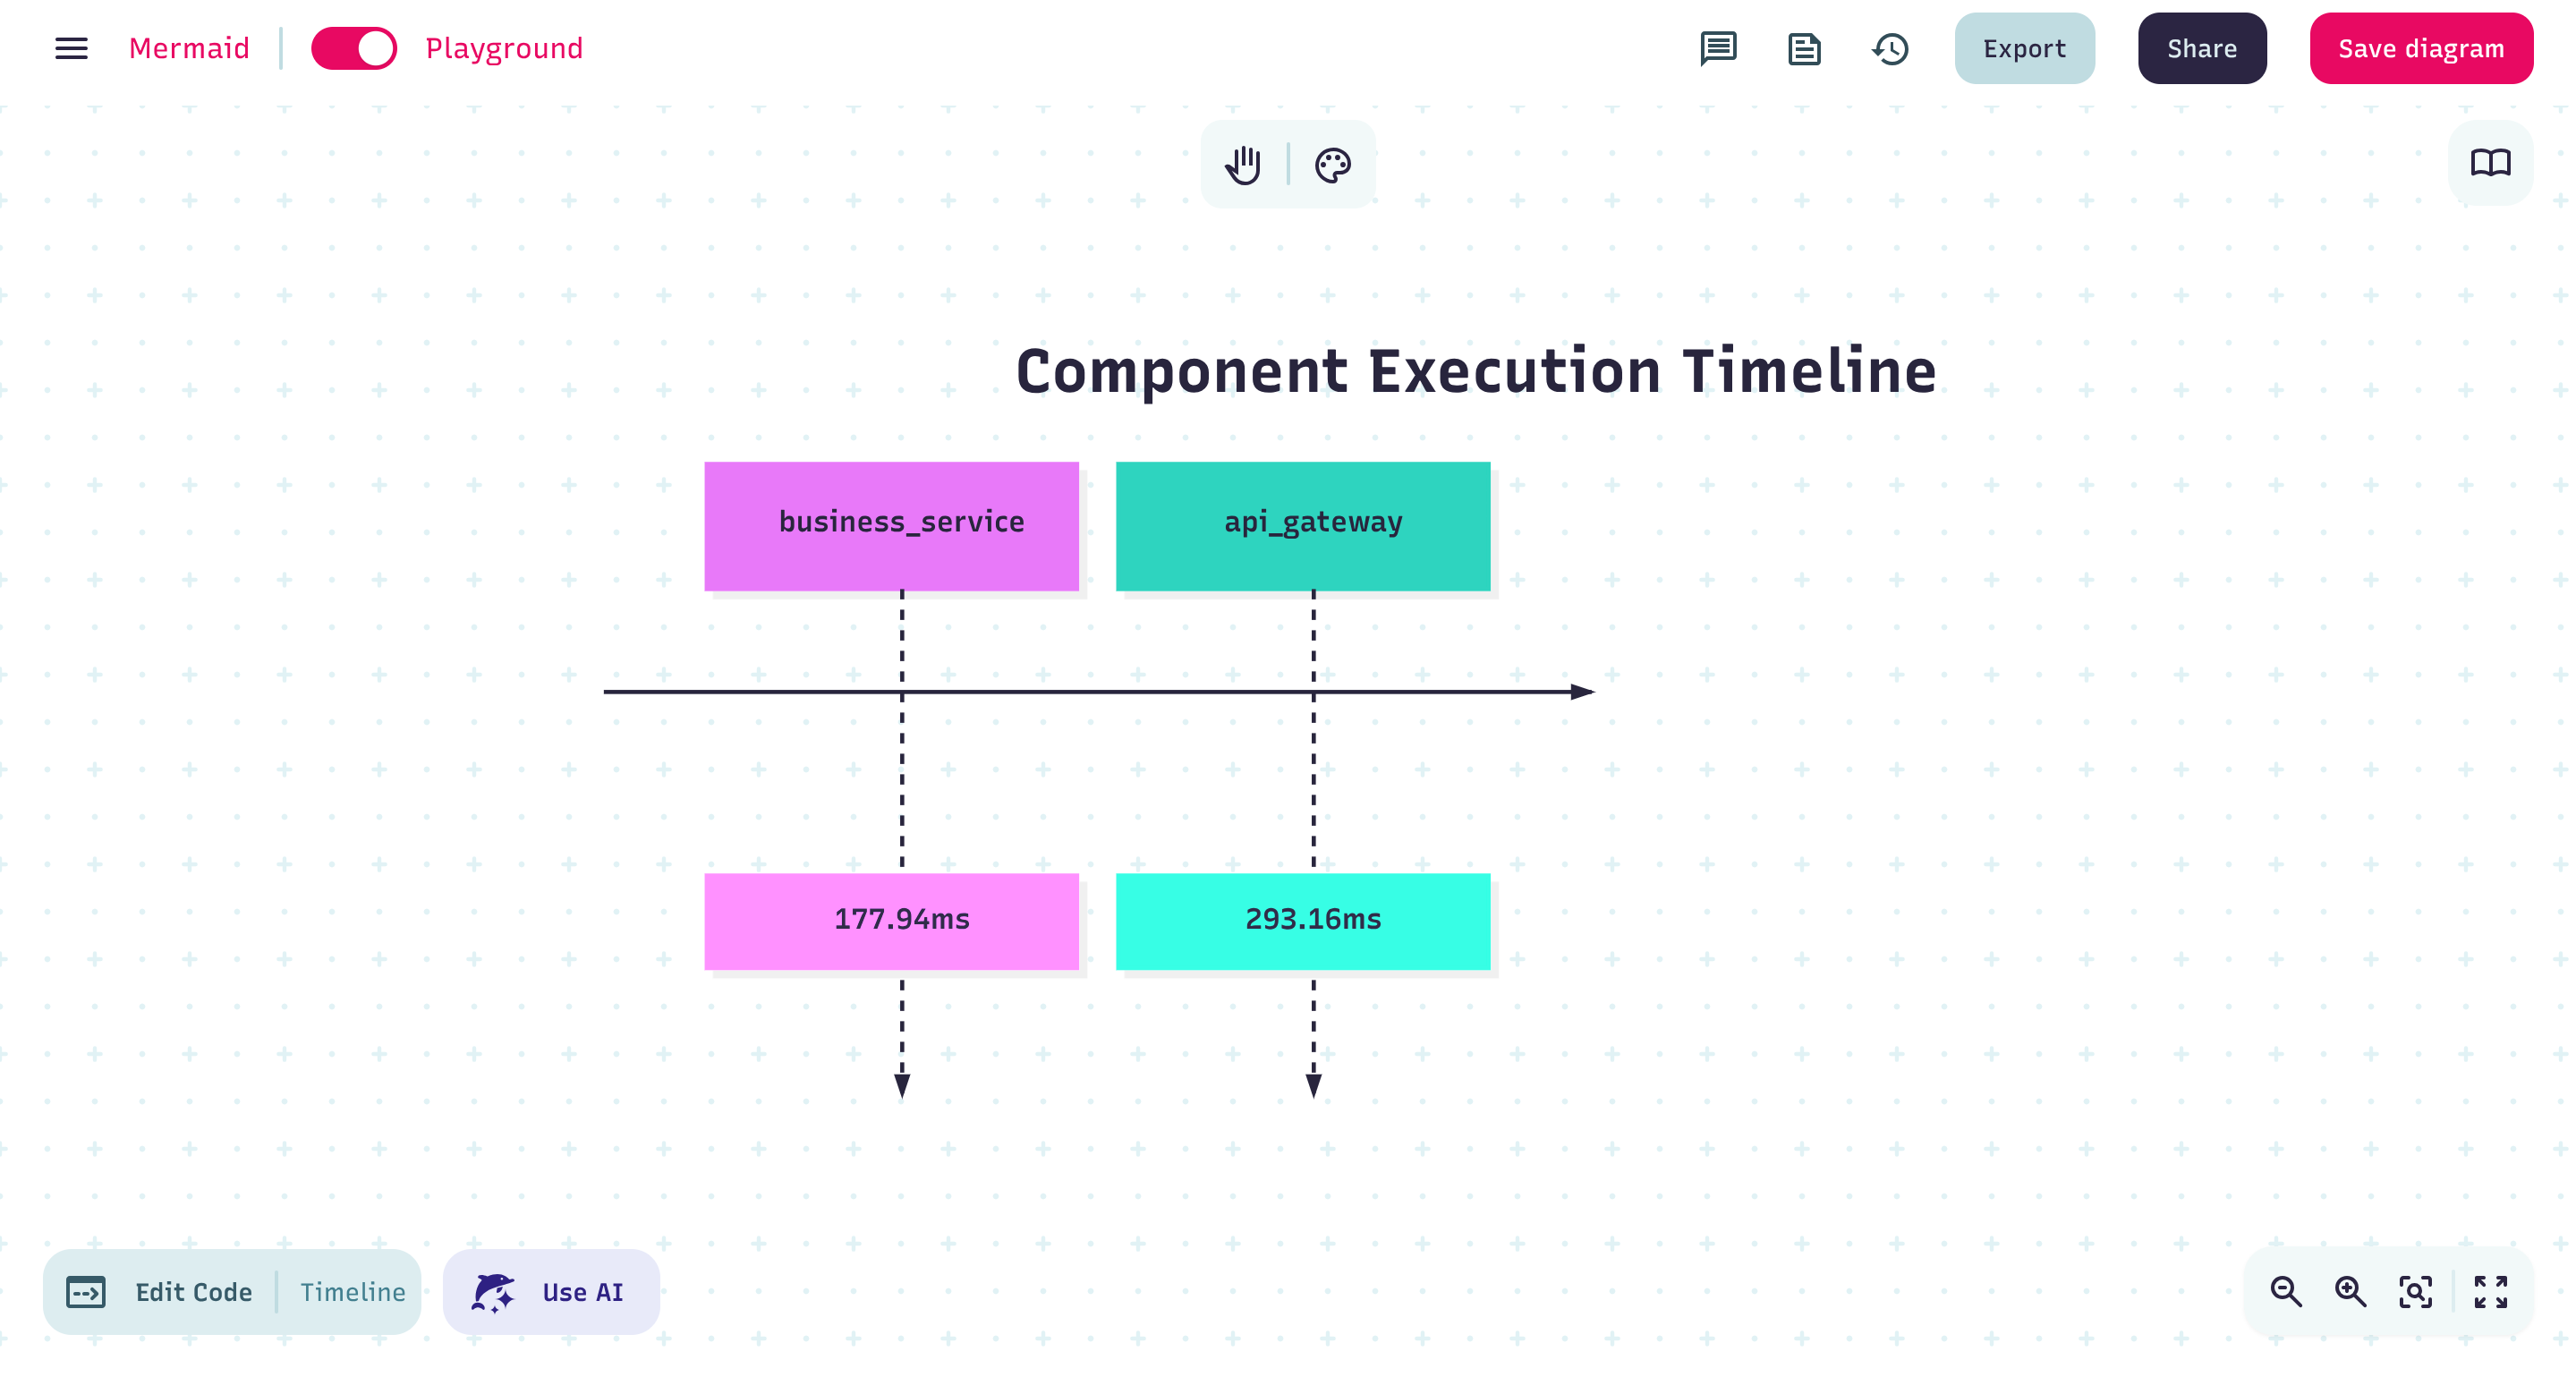 Mermaid Playground Export Share Save diagram
Component Execution Timeline
business_service api_gateway
177.94ms 293.16ms
Edit Code Timeline Use AI